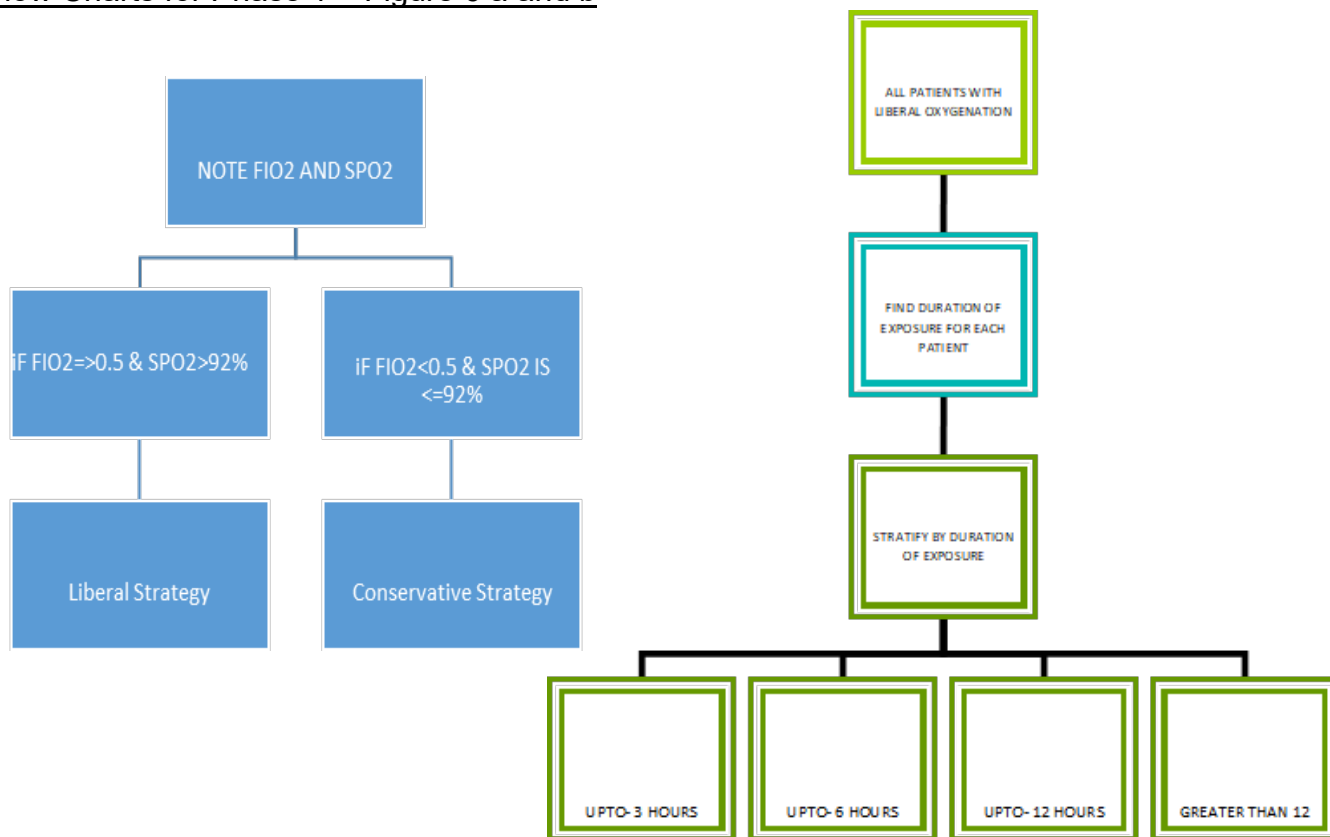 NOTE FIO2 AND SPO2
iF FIO2=>0.5 & SPO2>92%
iF FIO2<0.5 & SPO2 IS
<=92%
Liberal Strategy
Conservative Strategy
ALL PATIENTS WITH
LIBERAL OXYGENATION
FIND DURATION OF
EXPOSURE FOR EACH
PATIENT
STRATIFY BY DURATION
OF EXPOSURE
UPTO- 3 HOURS
UPTO- 6 HOURS
UPTO- 12 HOURS
GREATER THAN 12